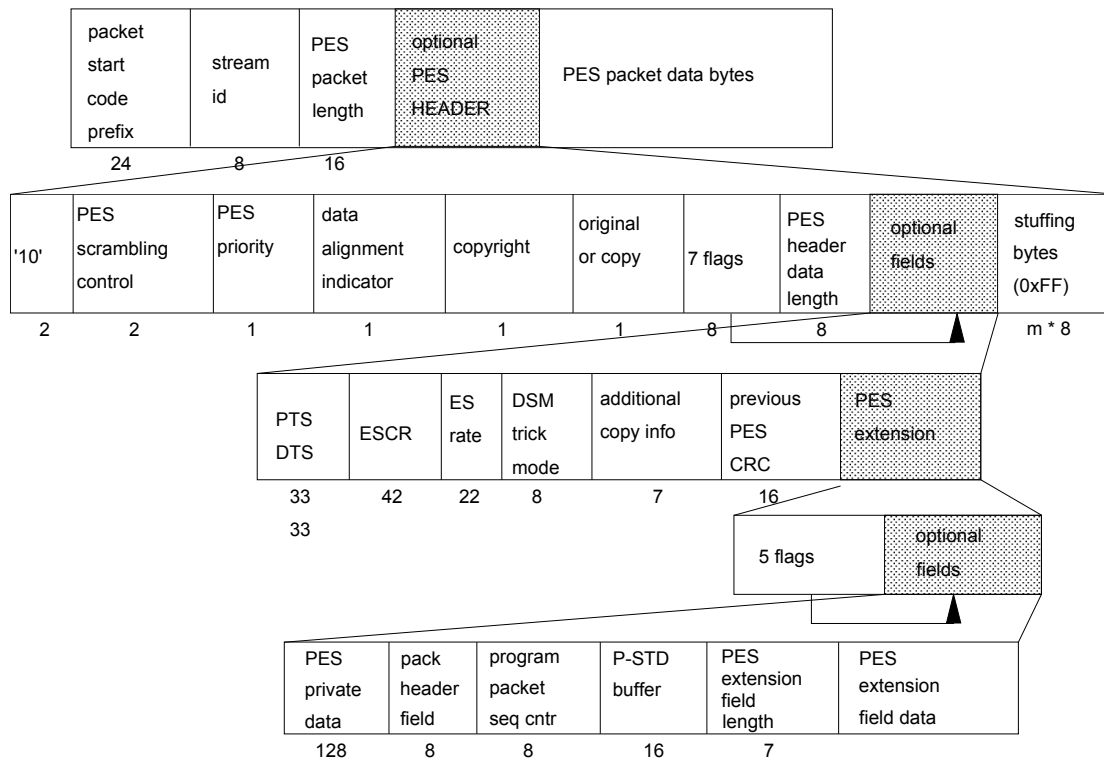 packet
start
code
prefix
stream
id
PES
packet
length
optional
PES
HEADER
PES packet data bytes
24
8
16
'10'
PES
scrambling
control
PES
priority
data
alignment
indicator
copyright
original
or copy
7 flags
PES
header
data
length
optional
fields
stuffing
bytes
(0xFF)
2
2
1
1
1
1
8
8
m * 8
PTS
DTS
ESCR
ES
rate
DSM
trick
mode
additional
copy info
previous
PES
CRC
PES
extension
33
33
42
22
8
7
16
5 flags
optional
fields
PES
private
data
pack
header
field
program
packet
seq cntr
P-STD
buffer
PES
extension
field
length
PES
extension
field data
128
8
8
16
7